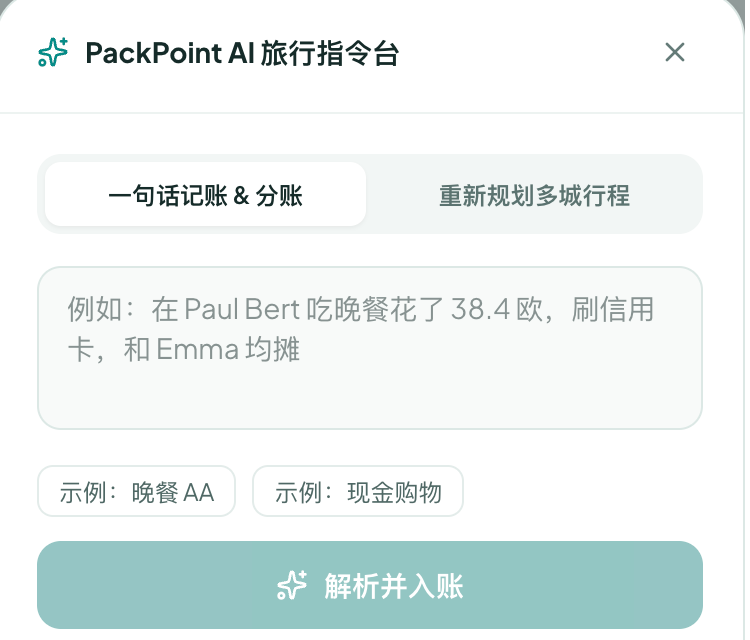 PackPoint AI 旅行指令台
一句话记账 & 分账
重新规划多城行程
例如：在 Paul Bert 吃晚餐花了 38.4 欧，刷信用
卡，和 Emma 均摊
示例：晚餐 AA
示例：现金购物
解析并入账